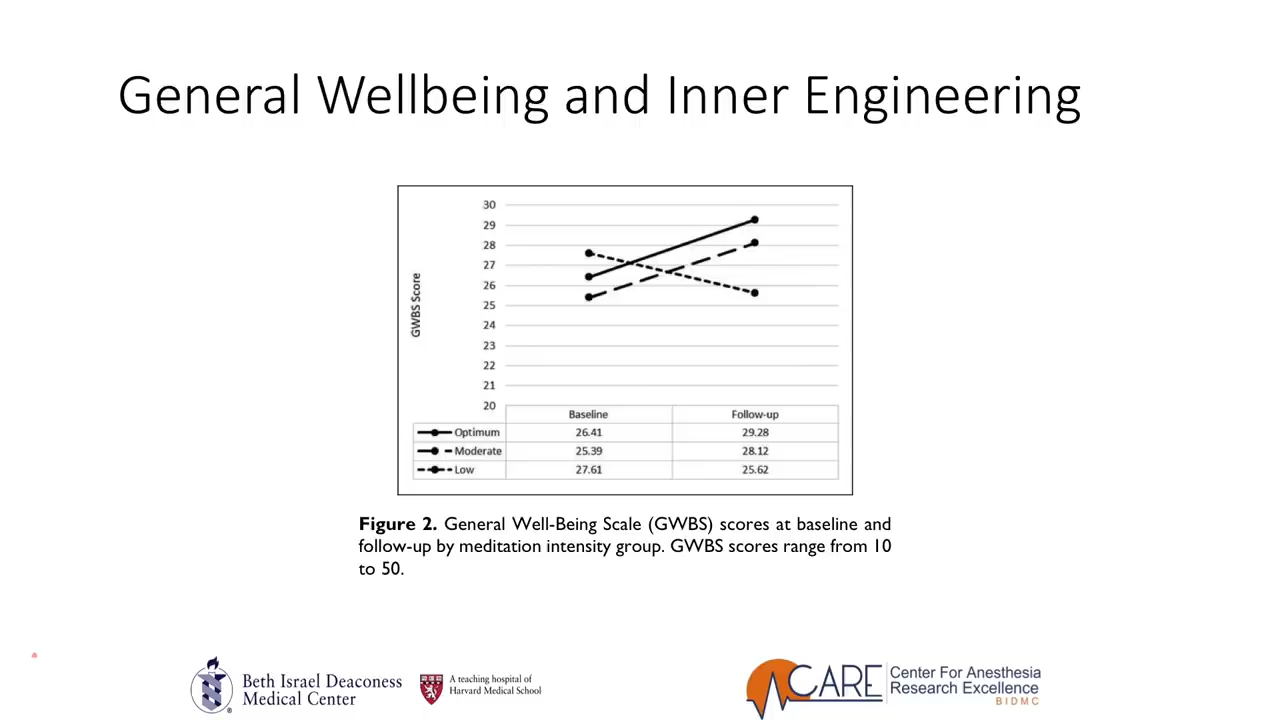 General Wellbeing and Inner Engineering
30
29
28
27
26
25
24
23
22
21
20
GWBS Score
Baseline Follow-up
Optimum 26.41 29.28
Moderate 25.39 28.12
Low 27.61 25.62
Figure 2. General Well-Being Scale (GWBS) scores at baseline and
follow-up by meditation intensity group. GWBS scores range from 10
to 50.
Beth Israel Deaconess
Medical Center
®
A teaching hospital of
Harvard Medical School
CARE
Center For Anesthesia
Research Excellence
BIDMC